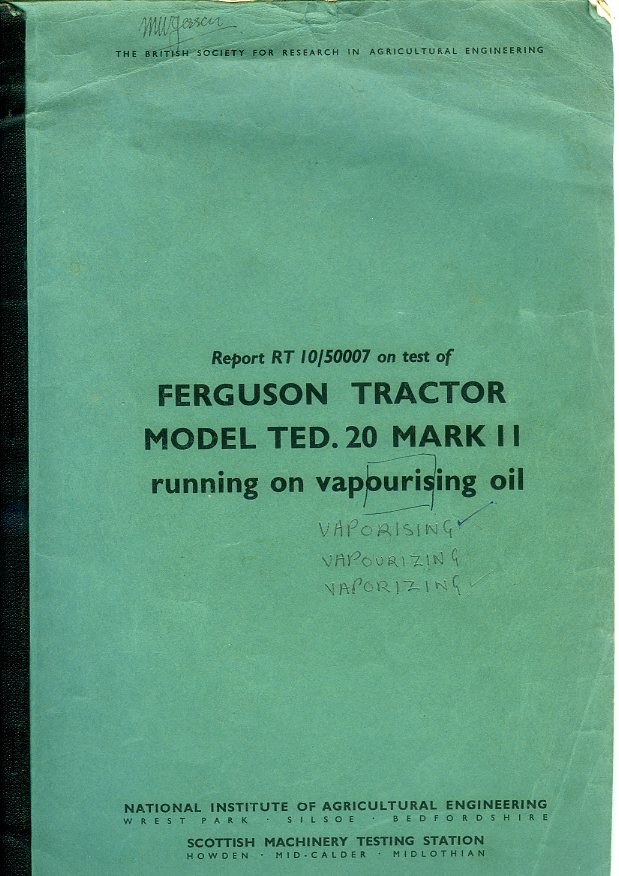 THE BRITISH SOCIETY FOR RESEARCH IN AGRICULTURAL ENGINEERING
Report RT 10/50007 on test of
FERGUSON TRACTOR
MODEL TED. 20 MARK II
running on vapourising oil
VAPORISING ✓
VAPOURIZING
VAPORIZING ✓
NATIONAL INSTITUTE OF AGRICULTURAL ENGINEERING
WREST PARK · SILSOE · BEDFORDSHIRE
SCOTTISH MACHINERY TESTING STATION
HOWDEN · MID-CALDER · MIDLOTHIAN